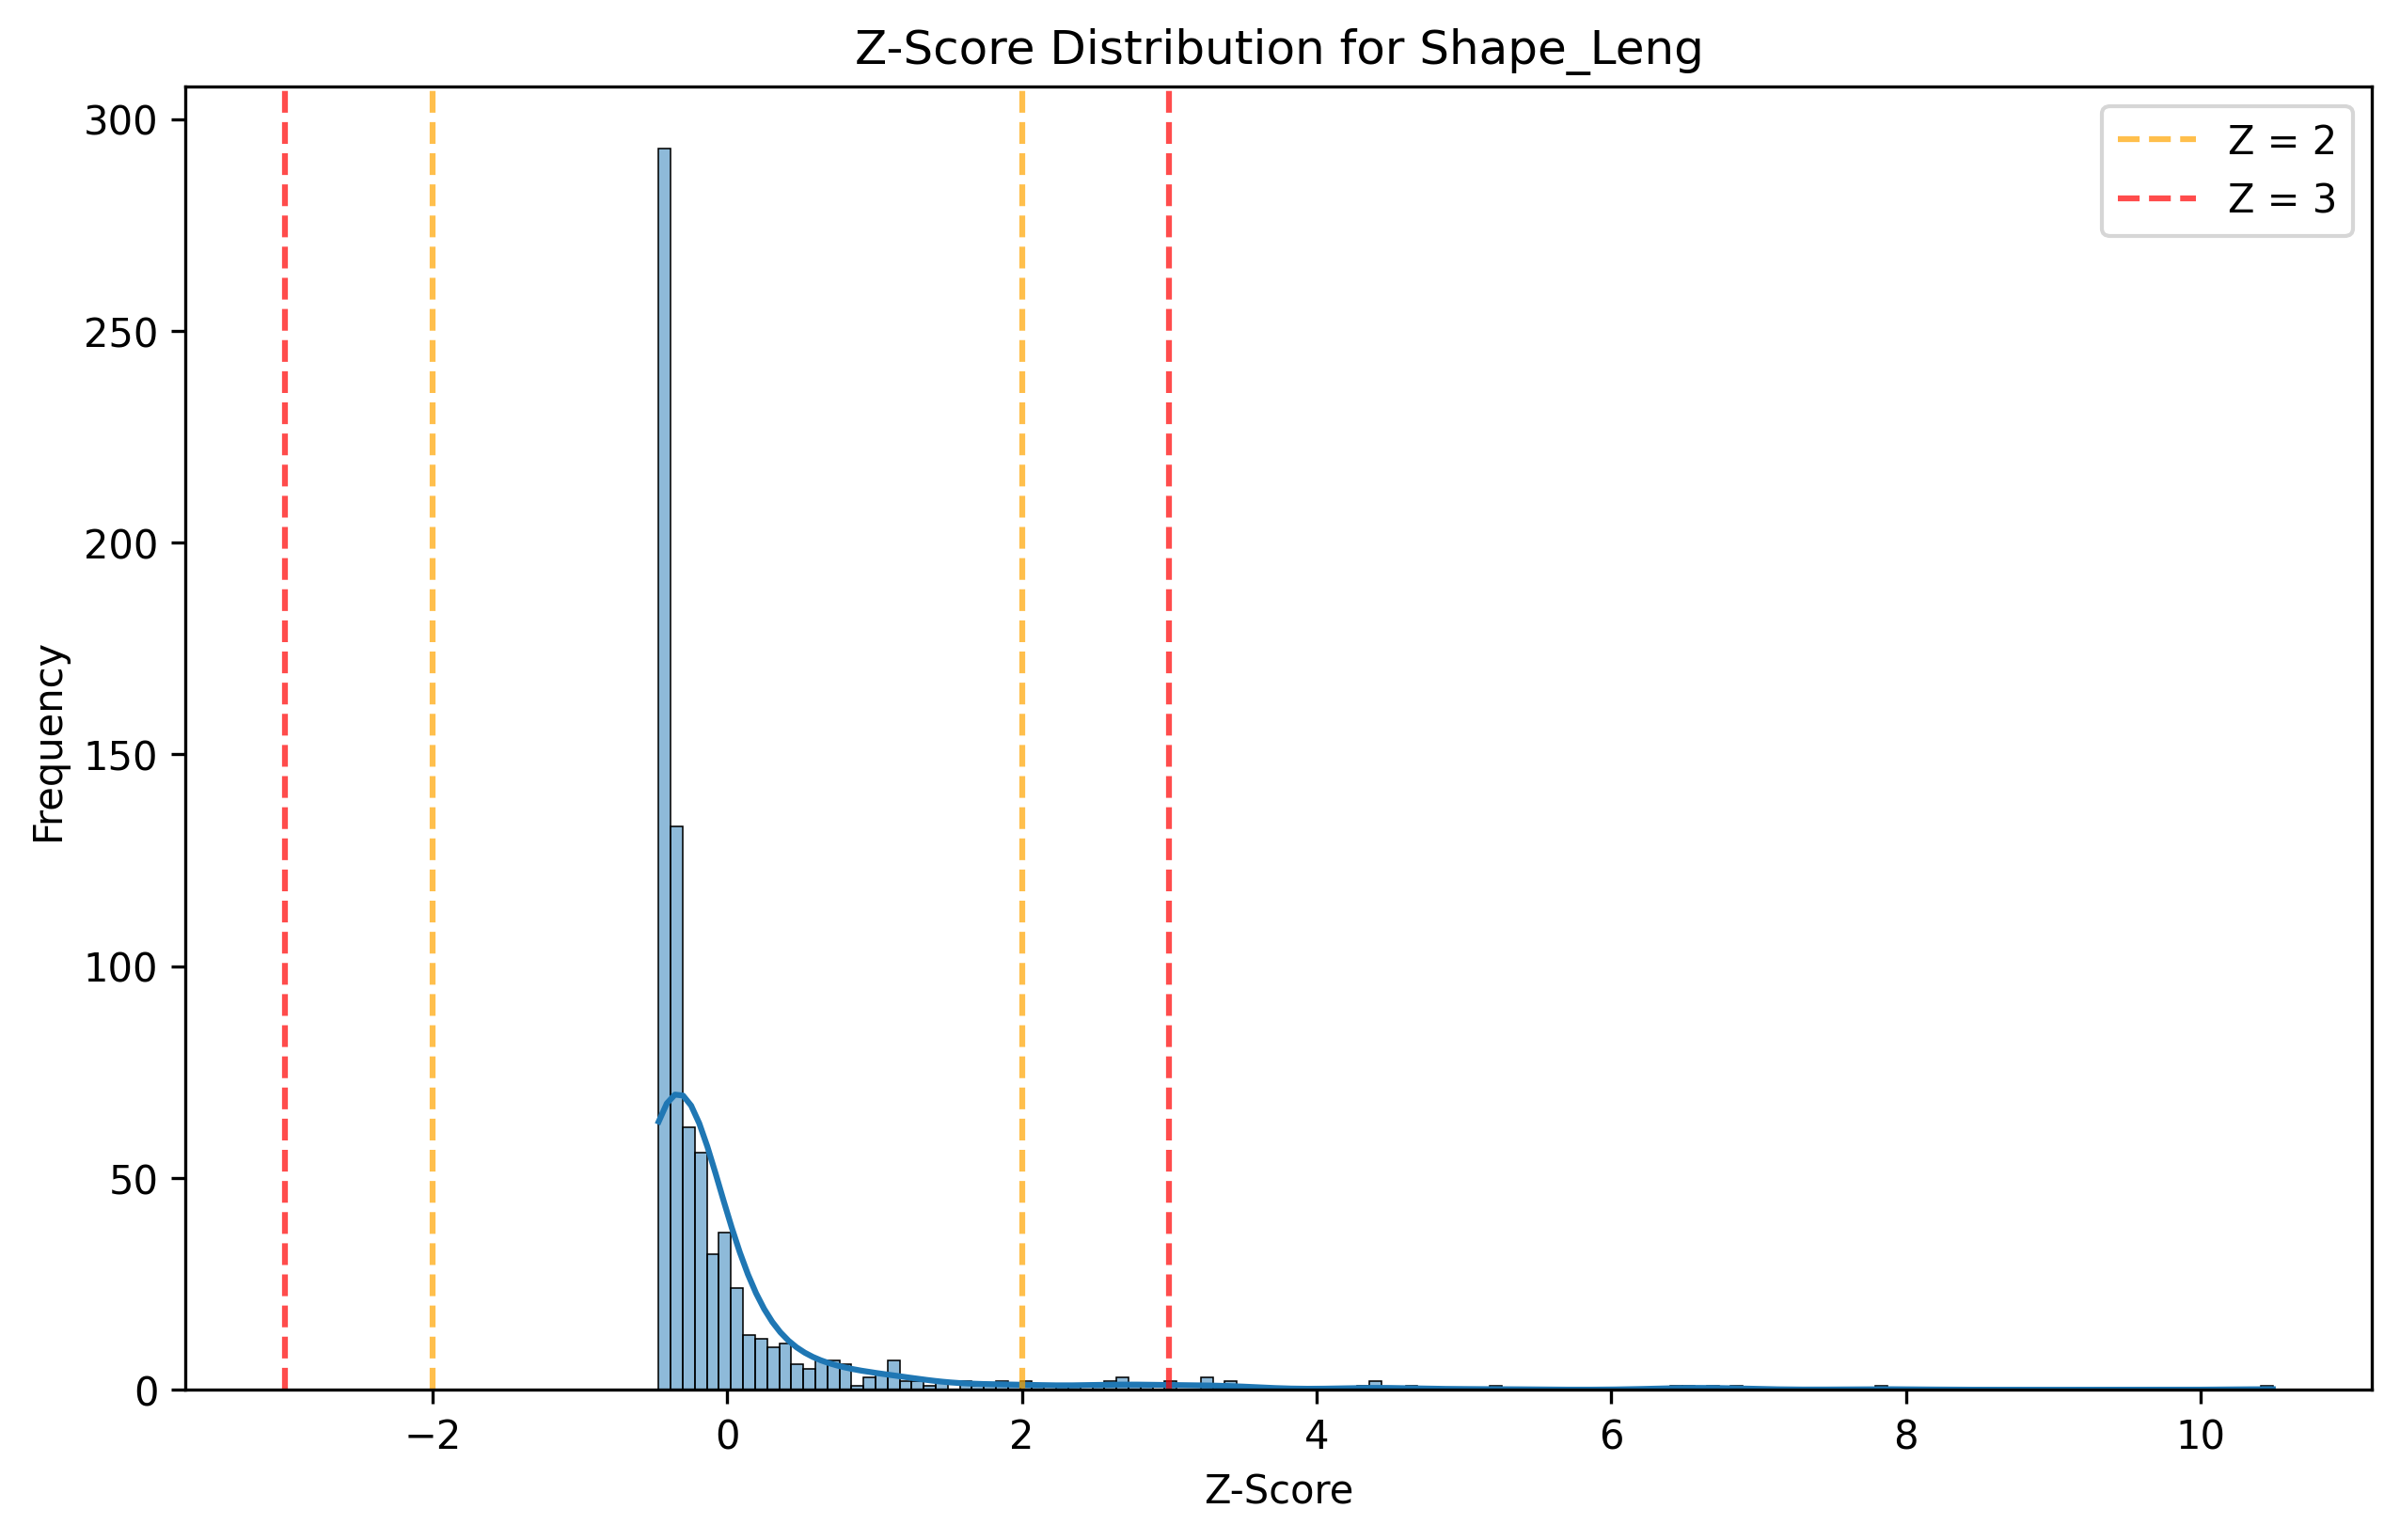 Z-Score Distribution for Shape_Leng
Z = 2
Z = 3
300
250
200
150
100
50
0
Frequency
−2 0 2 4 6 8 10
Z-Score